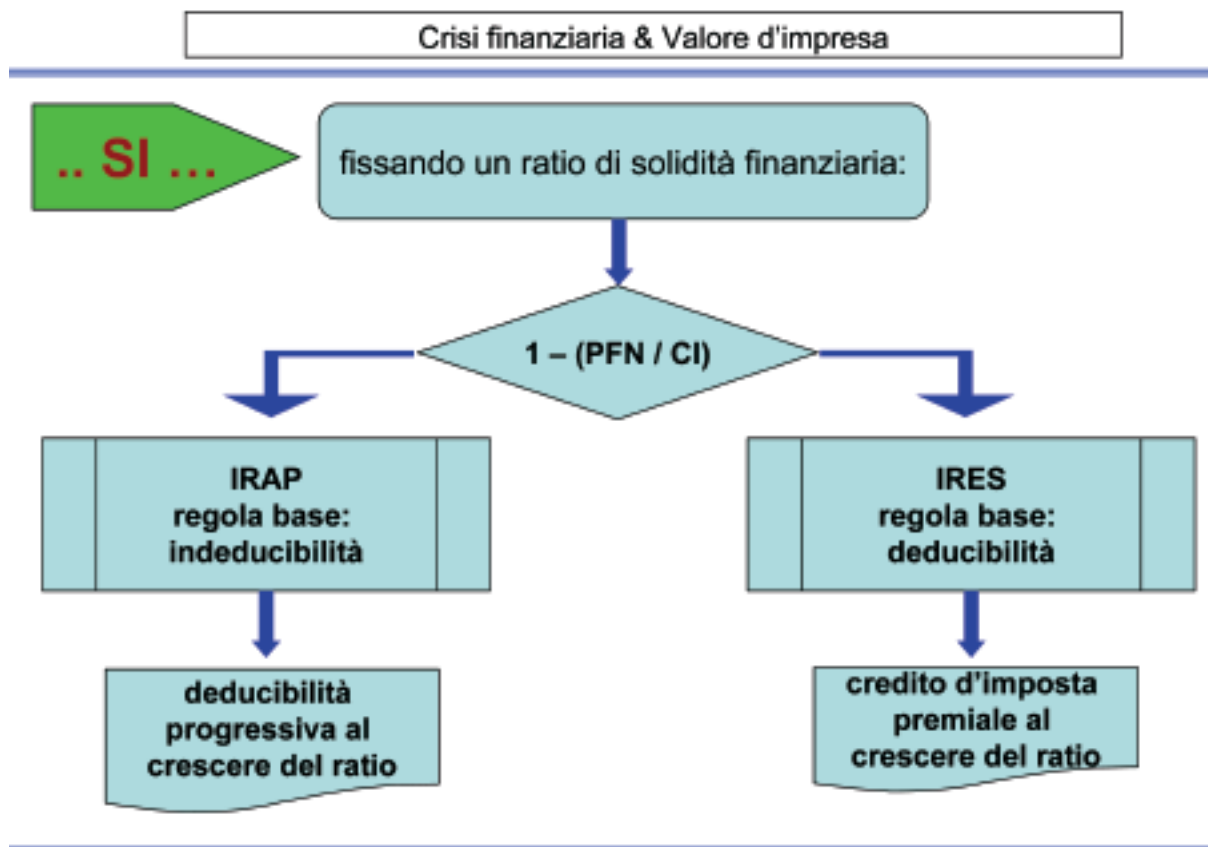 Crisi finanziaria & Valore d'impresa
.. SI ...
fissando un ratio di solidità finanziaria:
1 – (PFN / CI)
IRAP
regola base:
indeducibilità
IRES
regola base:
deducibilità
deducibilità
progressiva al
crescere del ratio
credito d'imposta
premiale al
crescere del ratio